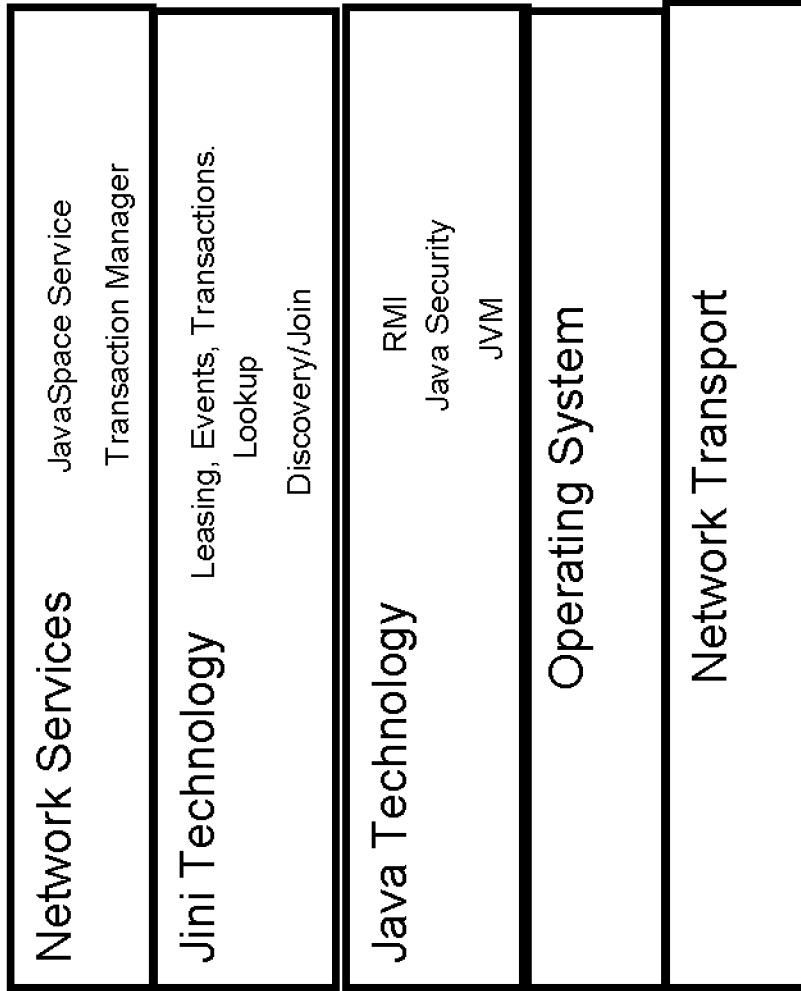 Network Services
JavaSpace Service
Transaction Manager
Jini Technology
Leasing, Events, Transactions.
Lookup
Discovery/Join
Java Technology
RMI
Java Security
JVM
Operating System
Network Transport